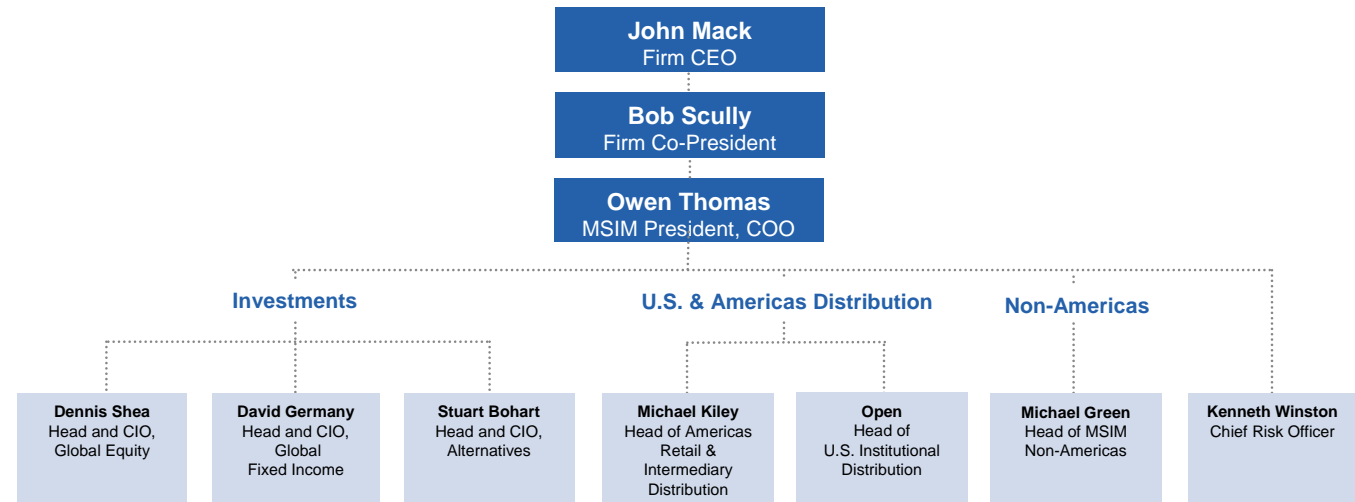 John Mack
Firm CEO
Bob Scully
Firm Co-President
Owen Thomas
MSIM President, COO
Investments
U.S. & Americas Distribution
Non-Americas
Dennis Shea
Head and CIO,
Global Equity
David Germany
Head and CIO,
Global
Fixed Income
Stuart Bohart
Head and CIO,
Alternatives
Michael Kiley
Head of Americas
Retail &
Intermediary
Distribution
Open
Head of
U.S. Institutional
Distribution
Michael Green
Head of MSIM
Non-Americas
Kenneth Winston
Chief Risk Officer